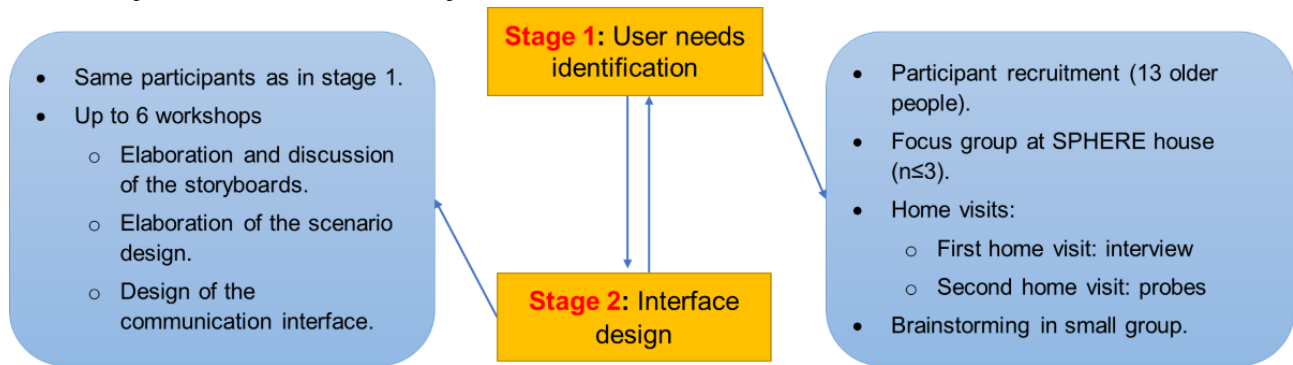 Stage 1: User needs
identification
• Same participants as in stage 1.
• Up to 6 workshops
o Elaboration and discussion
of the storyboards.
o Elaboration of the scenario
design.
o Design of the
communication interface.
• Participant recruitment (13 older
people).
• Focus group at SPHERE house
(n≤3).
• Home visits:
o First home visit: interview
o Second home visit: probes
• Brainstorming in small group.
Stage 2: Interface
design